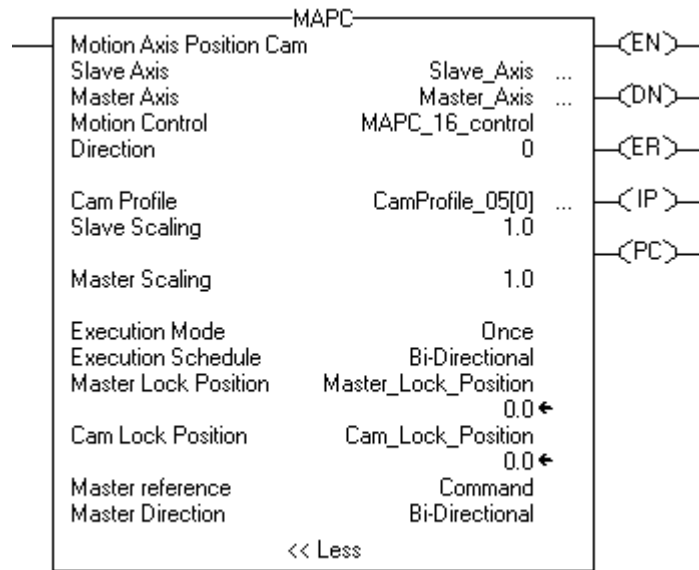 MAPC
Motion Axis Position Cam
Slave Axis Slave_Axis ...
Master Axis Master_Axis ...
Motion Control MAPC_16_control
Direction 0
Cam Profile CamProfile_05[0] ...
Slave Scaling 1.0
Master Scaling 1.0
Execution Mode Once
Execution Schedule Bi-Directional
Master Lock Position Master_Lock_Position
0.0 ←
Cam Lock Position Cam_Lock_Position
0.0 ←
Master reference Command
Master Direction Bi-Directional
<< Less
EN
DN
ER
IP
PC